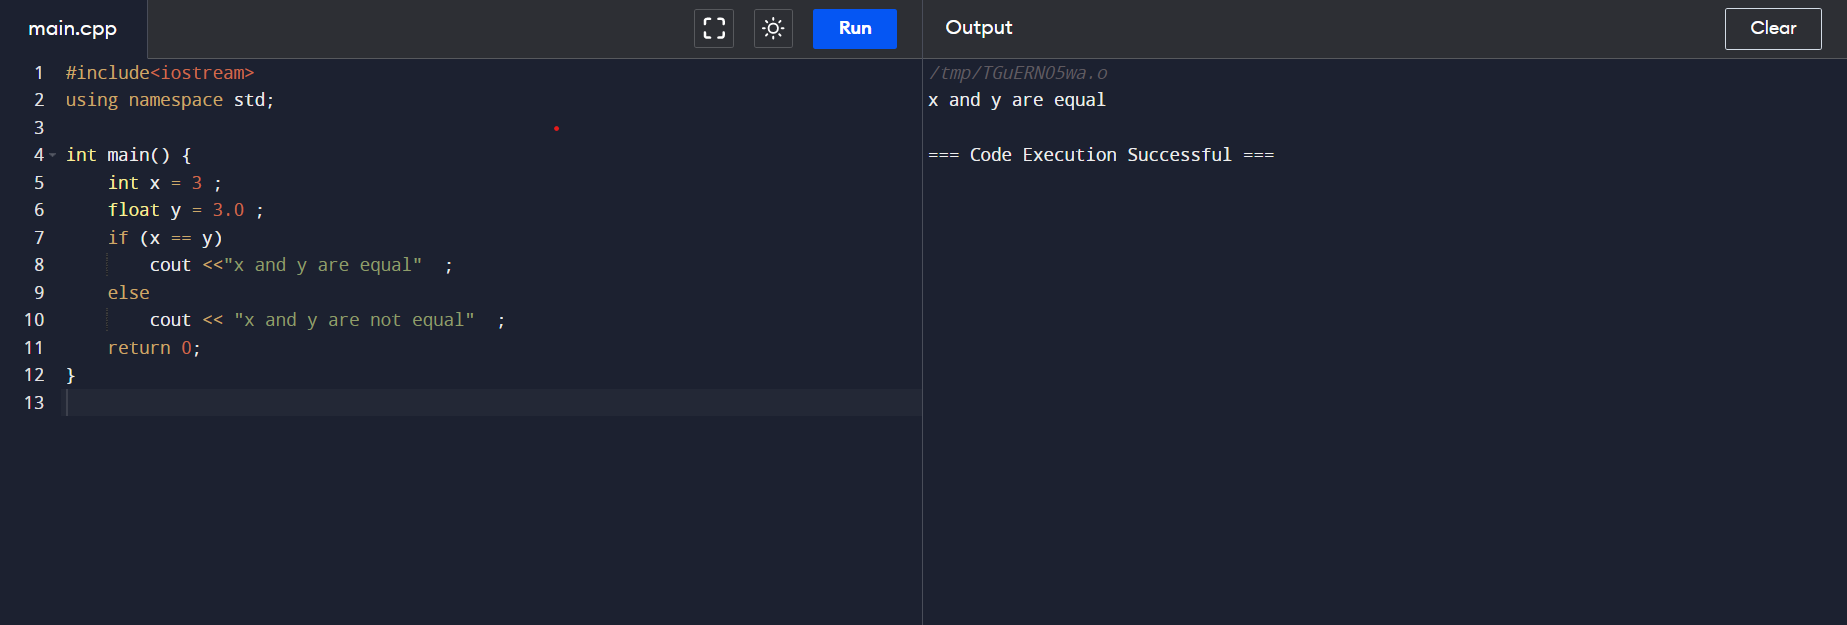 main.cpp
Run
Output
Clear
1 #include<iostream>
2 using namespace std;
3
4 int main() {
5     int x = 3 ;
6     float y = 3.0 ;
7     if (x == y)
8         cout <<"x and y are equal"  ;
9     else
10         cout << "x and y are not equal"  ;
11     return 0;
12 }
13
/tmp/TGuERNO5wa.o
x and y are equal
=== Code Execution Successful ===